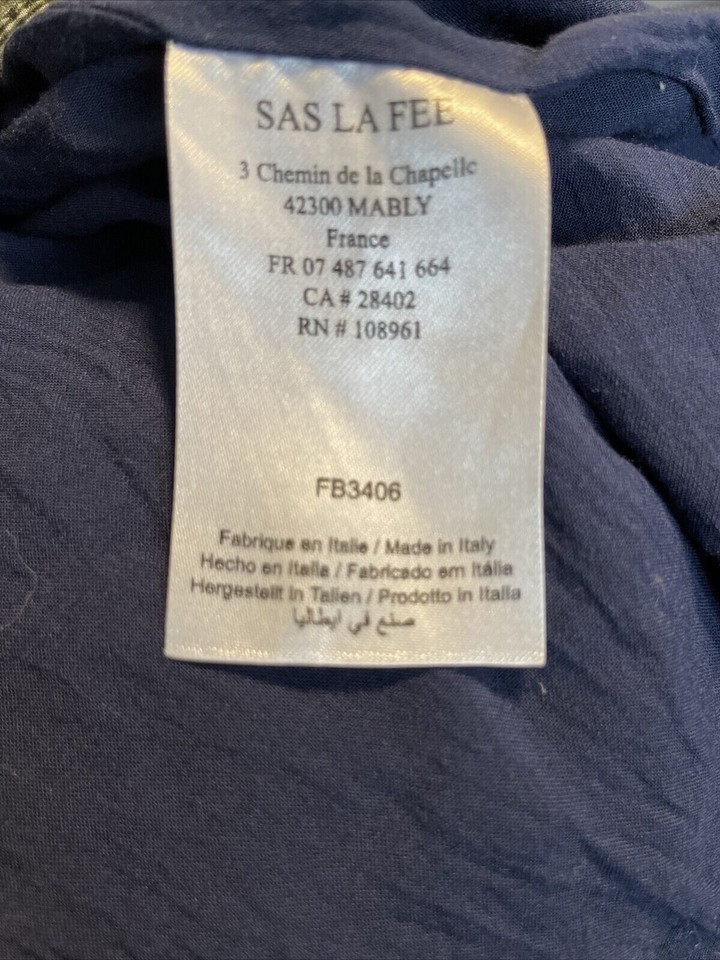 SAS LA FEE
3 Chemin de la Chapelle
42300 MABLY
France
FR 07 487 641 664
CA # 28402
RN # 108961
FB3406
Fabrique en Italie / Made in Italy
Hecho en Italia / Fabricado em Itália
Hergestellt in Talien / Prodotto in Italia
صنع في ايطاليا